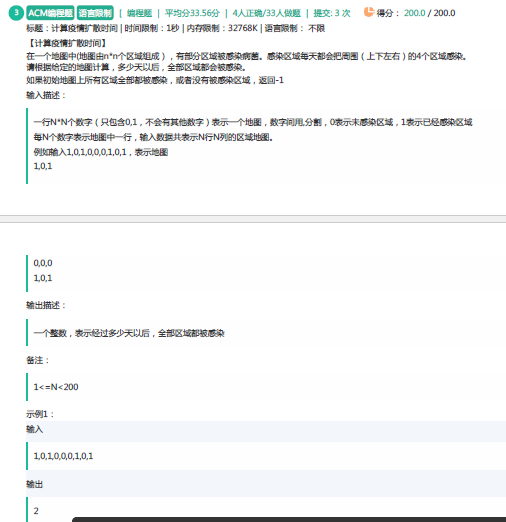 3 ACM编程题 语言限制 | 编程题 | 平均分33.56分 | 4人正确/33人做题 | 提交: 3 次 得分： 200.0 / 200.0
标题：计算疫情扩散时间 | 时间限制：1秒 | 内存限制：32768K | 语言限制： 不限
【计算疫情扩散时间】
在一个地图中(地图由n*n个区域组成），有部分区域被感染病菌。感染区域每天都会把周围（上下左右）的4个区域感染。
请根据给定的地图计算，多少天以后，全部区域都会被感染。
如果初始地图上所有区域全部都被感染，或者没有被感染区域，返回-1
输入描述：
一行N*N个数字（只包含0,1，不会有其他数字）表示一个地图，数字间用,分割，0表示未感染区域，1表示已经感染区域
每N个数字表示地图中一行，输入数据共表示N行N列的区域地图。
例如输入1,0,1,0,0,0,1,0,1，表示地图
1,0,1
0,0,0
1,0,1
输出描述：
一个整数，表示经过多少天以后，全部区域都被感染
备注：
1<=N<200
示例1：
输入
1,0,1,0,0,0,1,0,1
输出
2